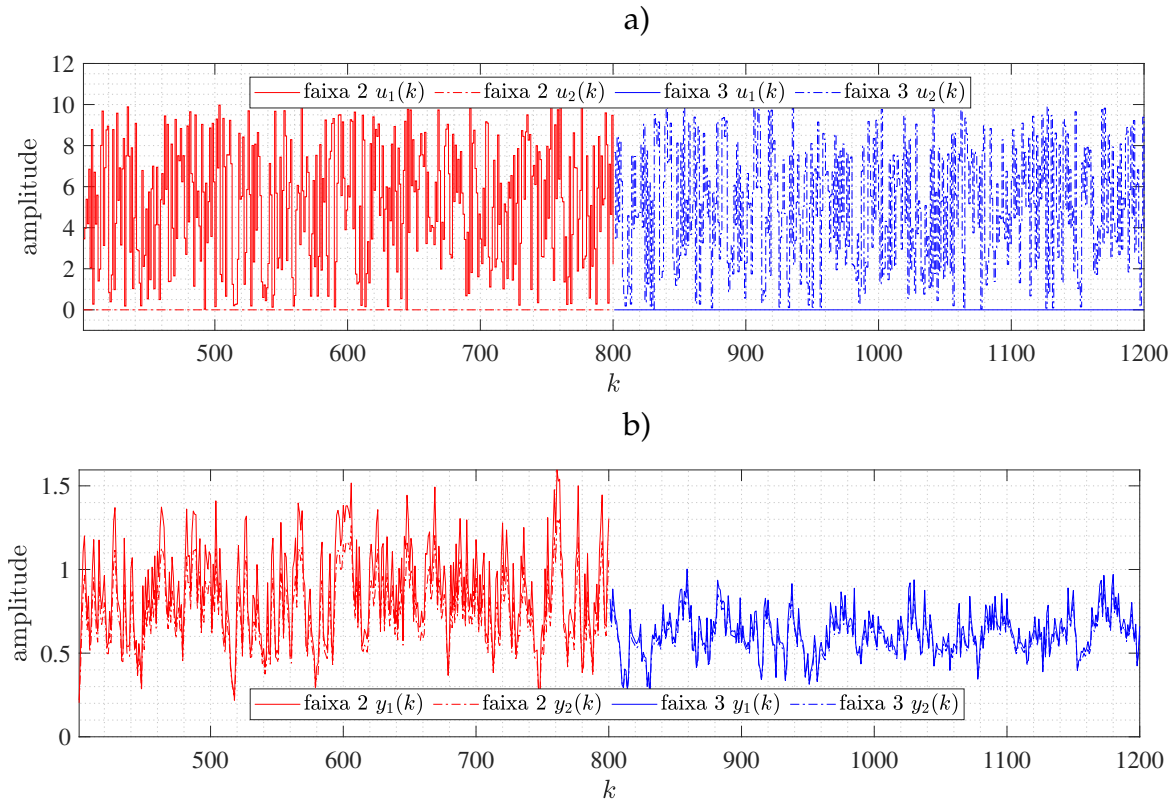 a)
12
10
8
6
4
2
0
amplitude
faixa 2 u₁(k) faixa 2 u₂(k) faixa 3 u₁(k) faixa 3 u₂(k)
500 600 700 800 900 1000 1100 1200
k
b)
1.5
1
0.5
0
amplitude
faixa 2 y₁(k) faixa 2 y₂(k) faixa 3 y₁(k) faixa 3 y₂(k)
500 600 700 800 900 1000 1100 1200
k